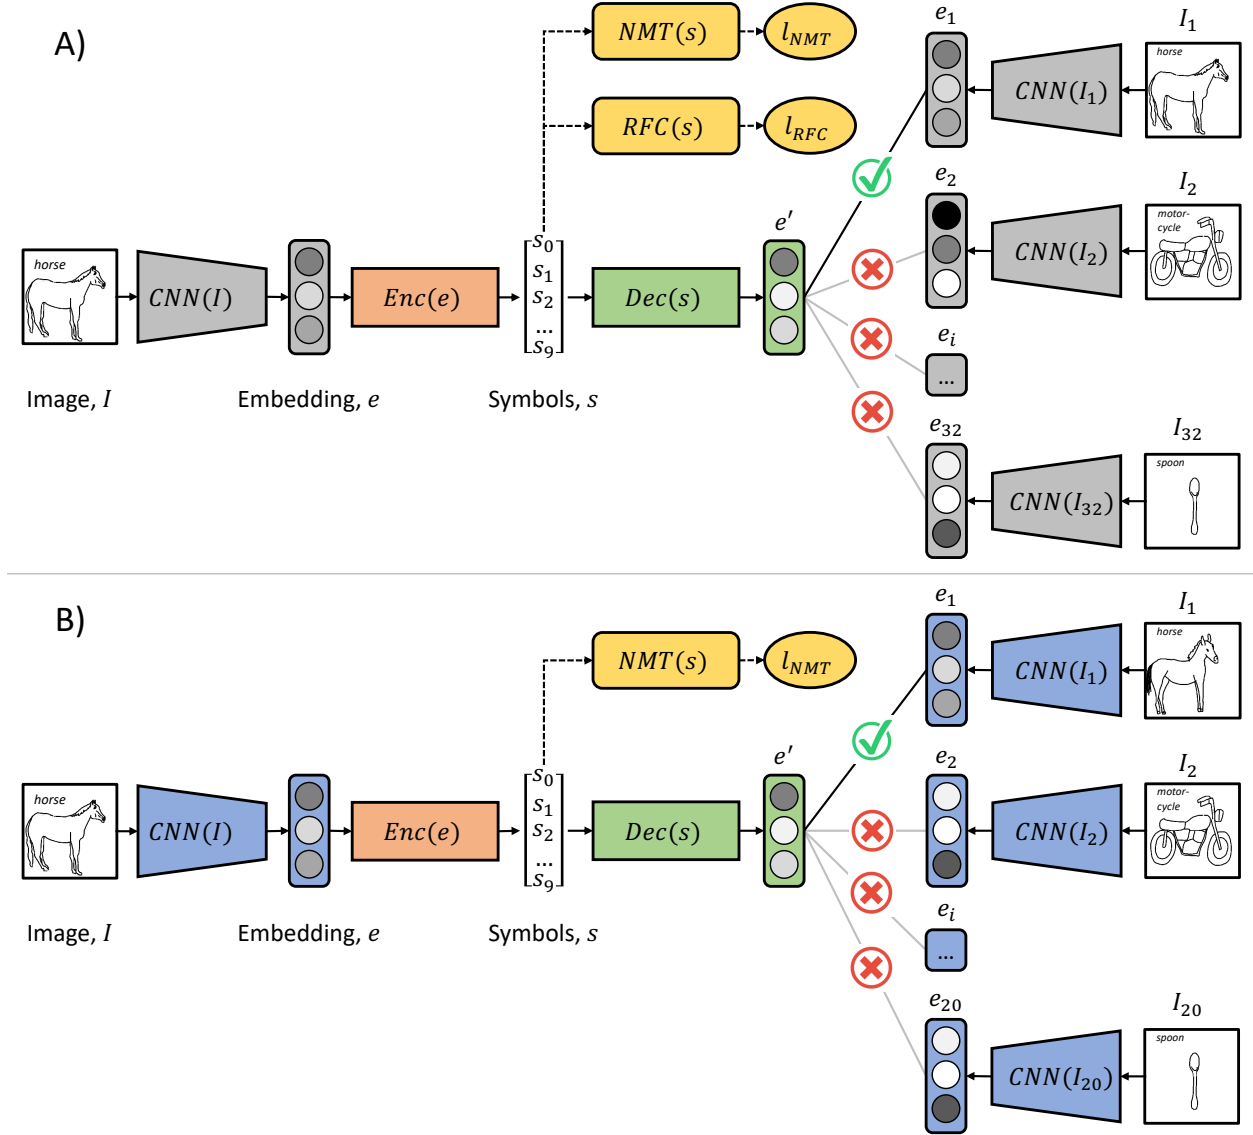 A)
NMT(s)
l_NMT
RFC(s)
l_RFC
e_1
CNN(I_1)
I_1
horse
e_2
CNN(I_2)
I_2
motor-
cycle
horse
CNN(I)
Enc(e)
s_0
s_1
s_2
...
s_9
Dec(s)
e'
e_i
...
Image, I
Embedding, e
Symbols, s
e_32
CNN(I_32)
I_32
spoon
B)
NMT(s)
l_NMT
e_1
CNN(I_1)
I_1
horse
e_2
CNN(I_2)
I_2
motor-
cycle
horse
CNN(I)
Enc(e)
s_0
s_1
s_2
...
s_9
Dec(s)
e'
e_i
...
Image, I
Embedding, e
Symbols, s
e_20
CNN(I_20)
I_20
spoon